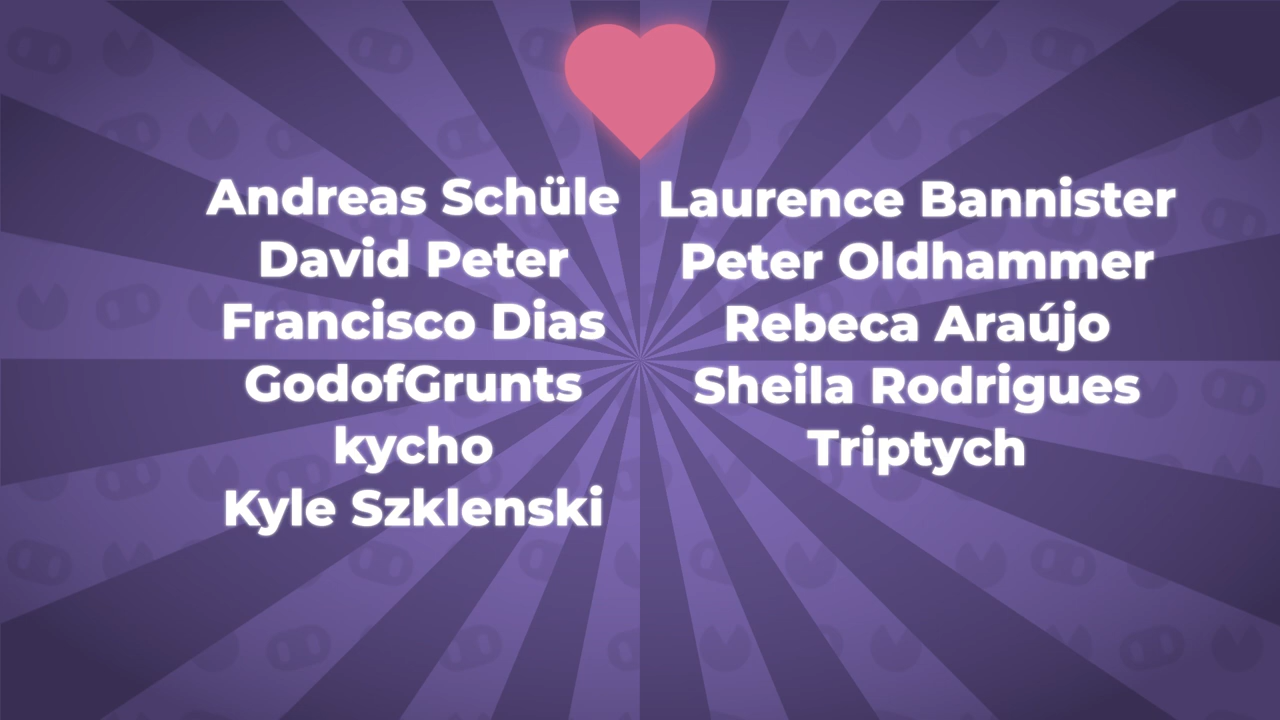 Andreas Schüle
David Peter
Francisco Dias
GodofGrunts
kycho
Kyle Szklenski
Laurence Bannister
Peter Oldhammer
Rebeca Araújo
Sheila Rodrigues
Triptych